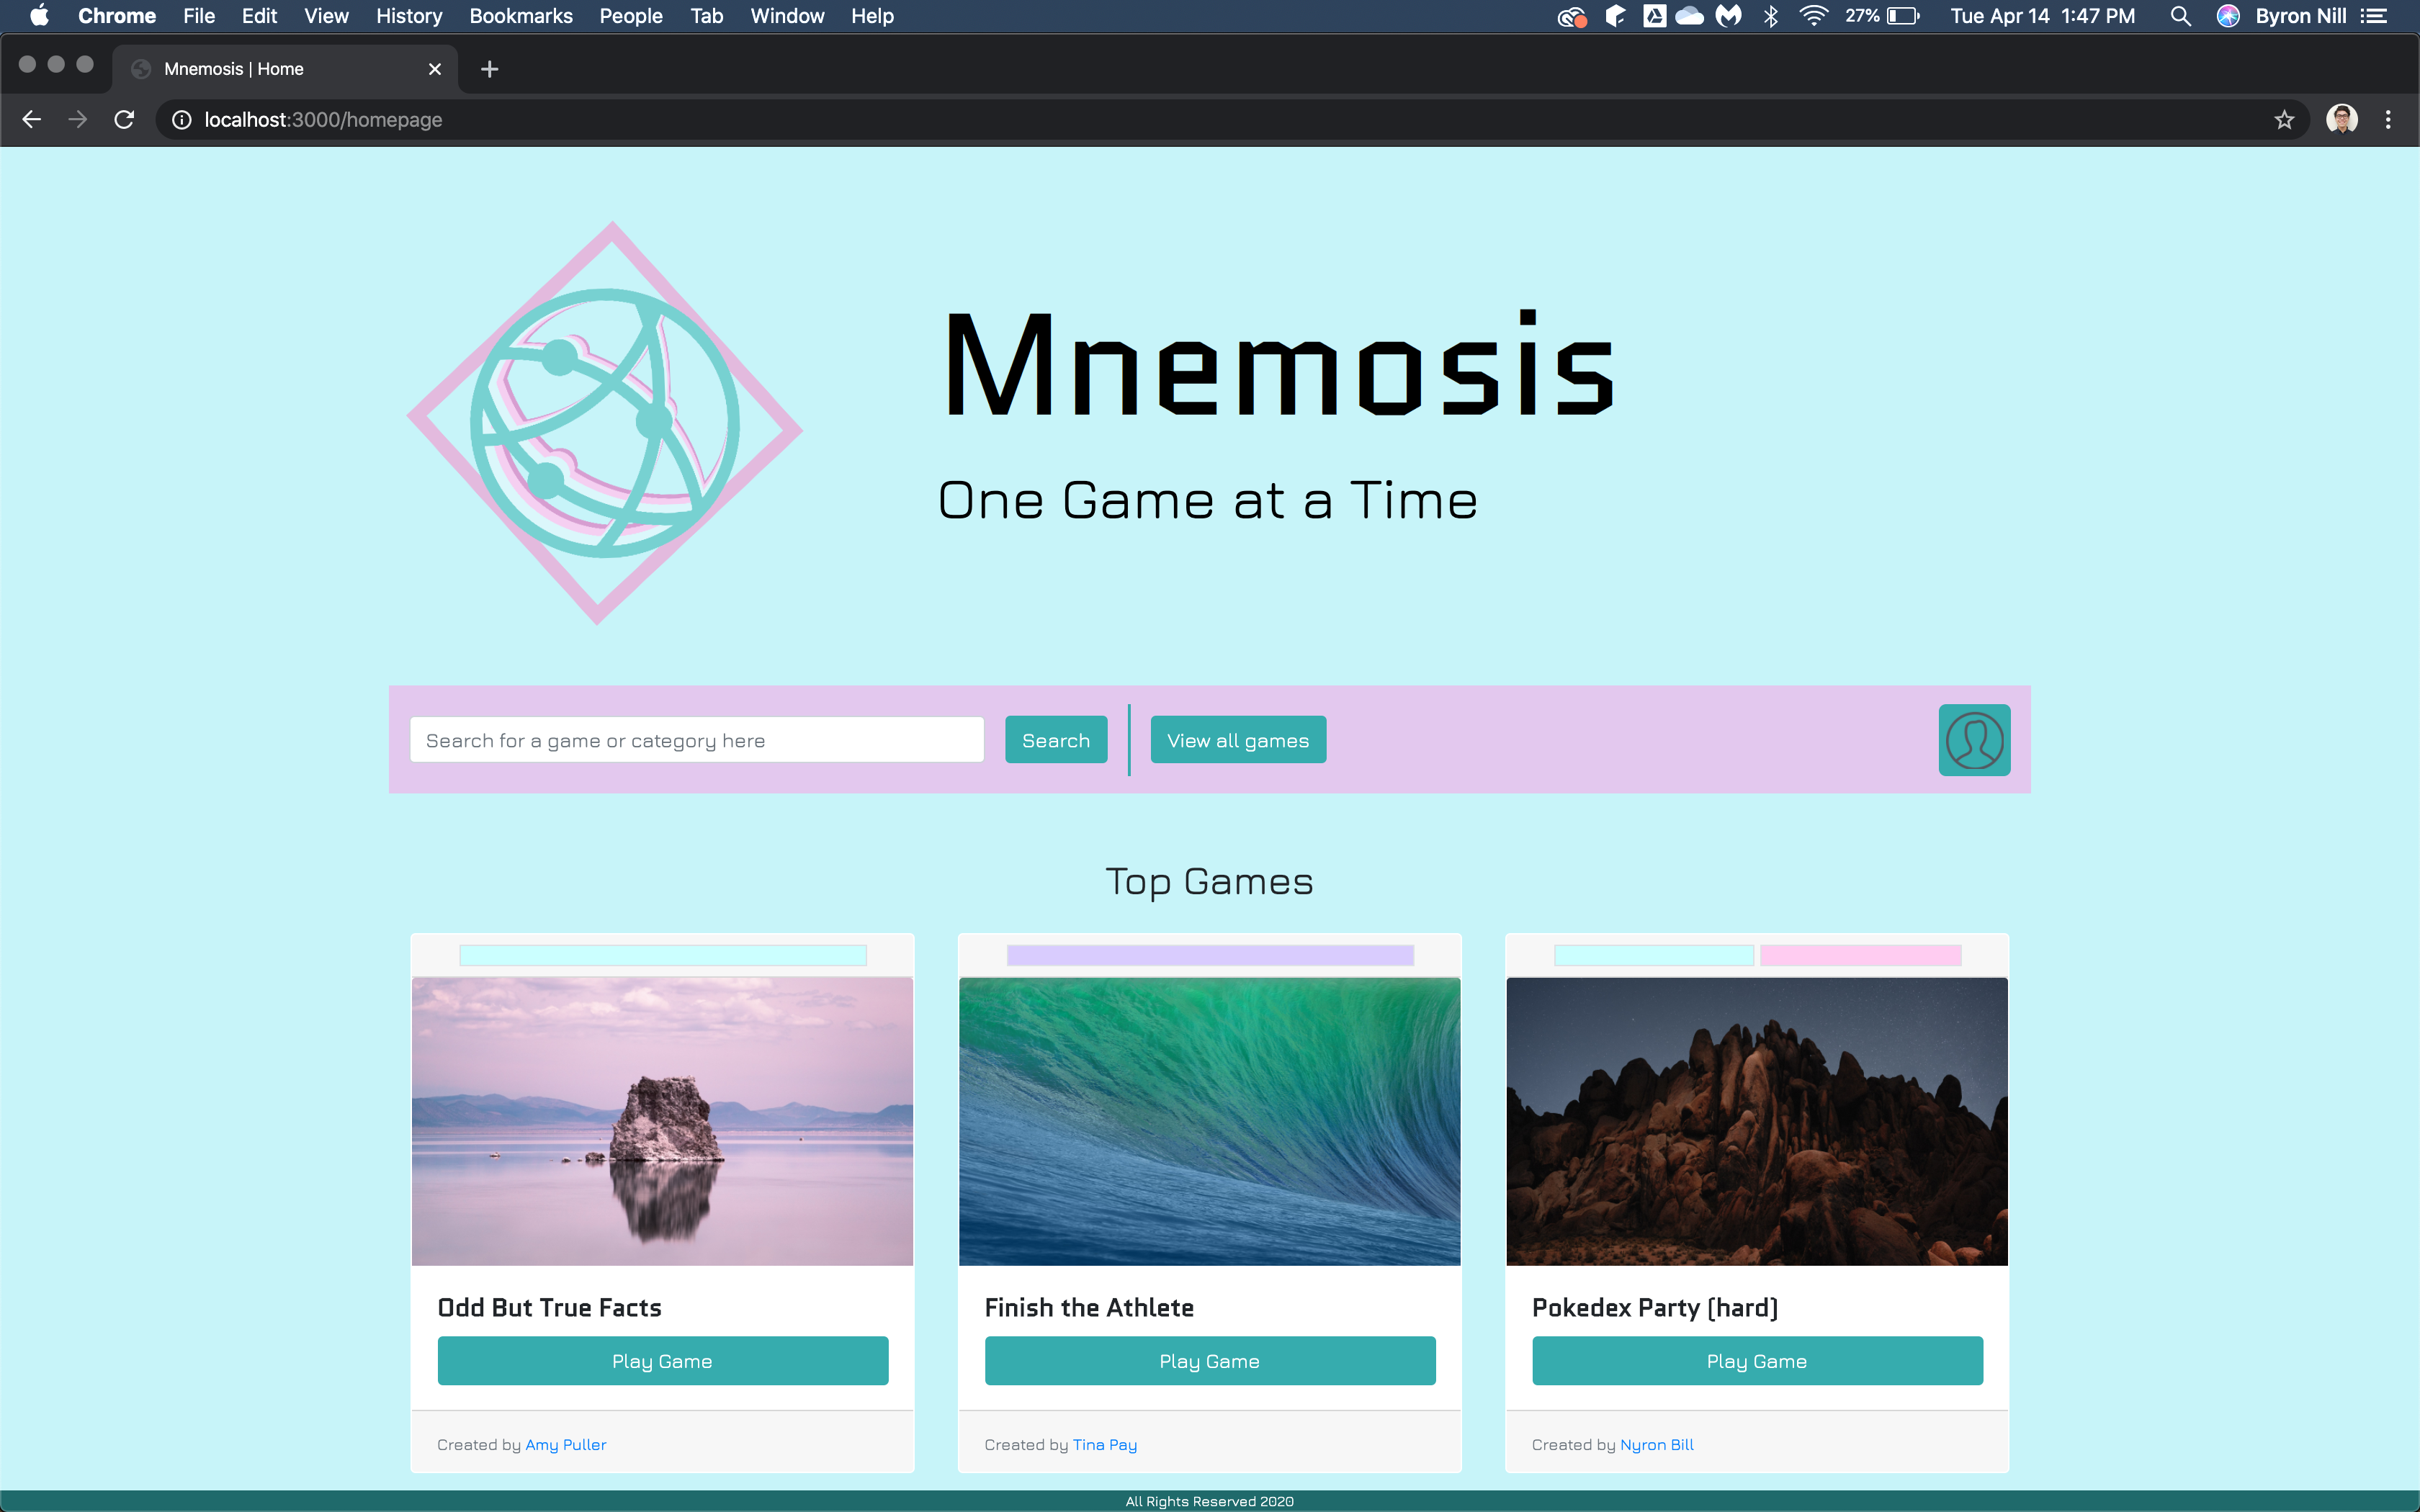 Chrome File Edit View History Bookmarks People Tab Window Help 27% Tue Apr 14 1:47 PM Byron Nill
Mnemosis | Home
localhost:3000/homepage
Mnemosis
One Game at a Time
Search for a game or category here Search View all games
Top Games
Odd But True Facts Finish the Athlete Pokedex Party (hard)
Play Game Play Game Play Game
Created by Amy Puller Created by Tina Pay Created by Nyron Bill
All Rights Reserved 2020